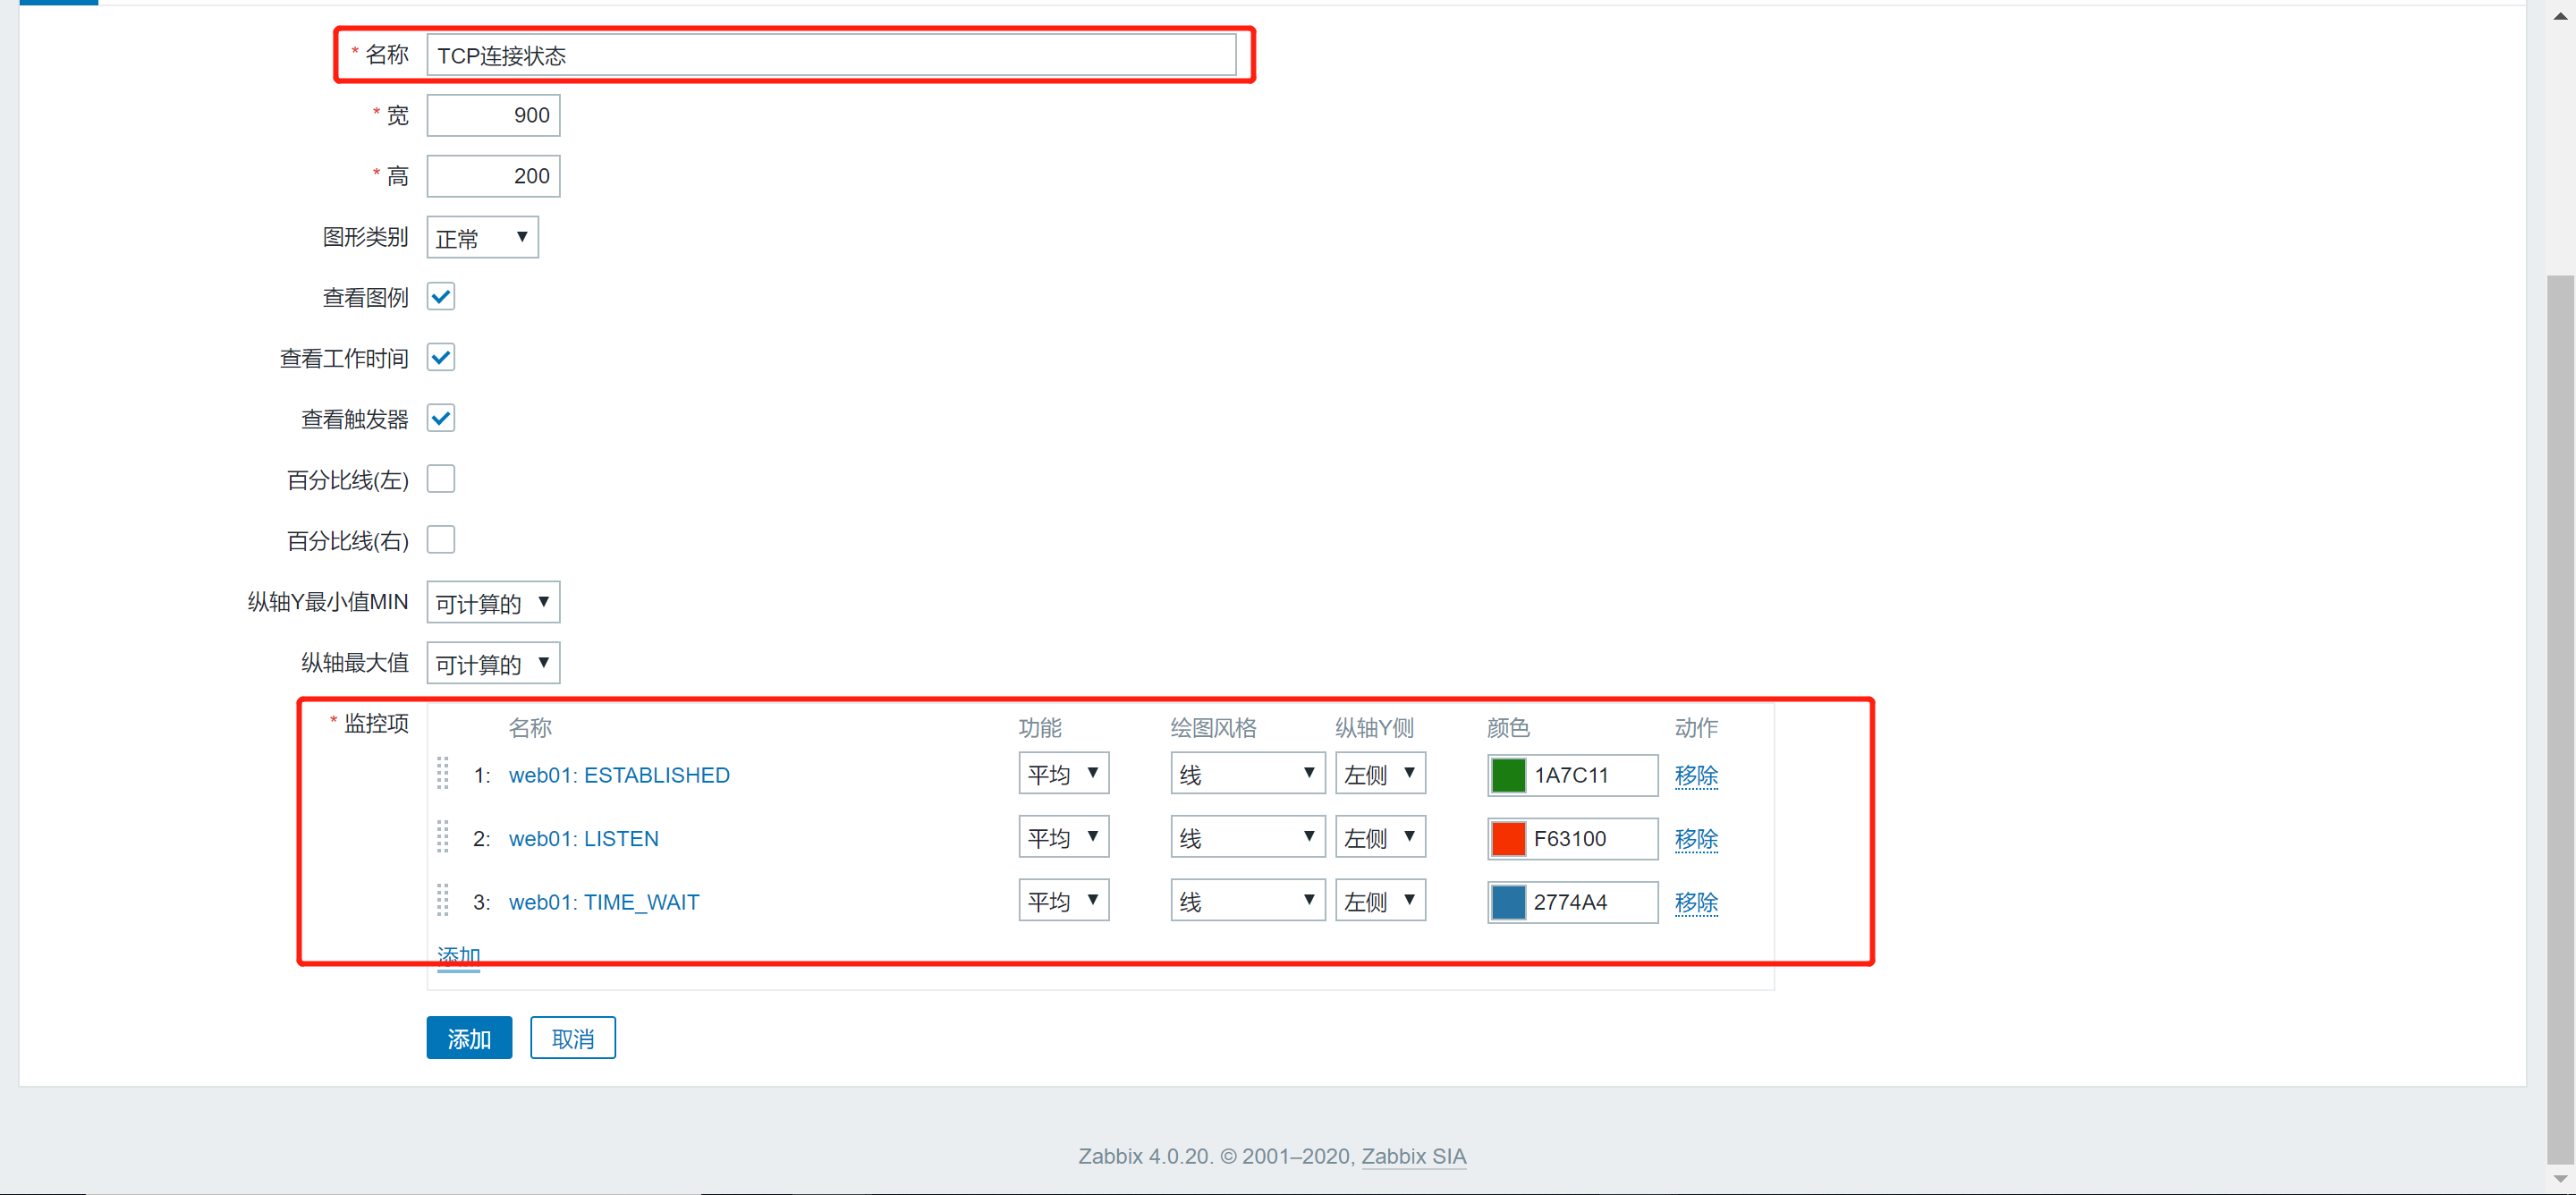 * 名称 TCP连接状态
* 宽 900
* 高 200
图形类别 正常
查看图例
查看工作时间
查看触发器
百分比线(左)
百分比线(右)
纵轴Y最小值MIN 可计算的
纵轴最大值 可计算的
* 监控项 名称 功能 绘图风格 纵轴Y侧 颜色 动作
1: web01: ESTABLISHED 平均 线 左侧 1A7C11 移除
2: web01: LISTEN 平均 线 左侧 F63100 移除
3: web01: TIME_WAIT 平均 线 左侧 2774A4 移除
添加
添加 取消
Zabbix 4.0.20. © 2001–2020, Zabbix SIA